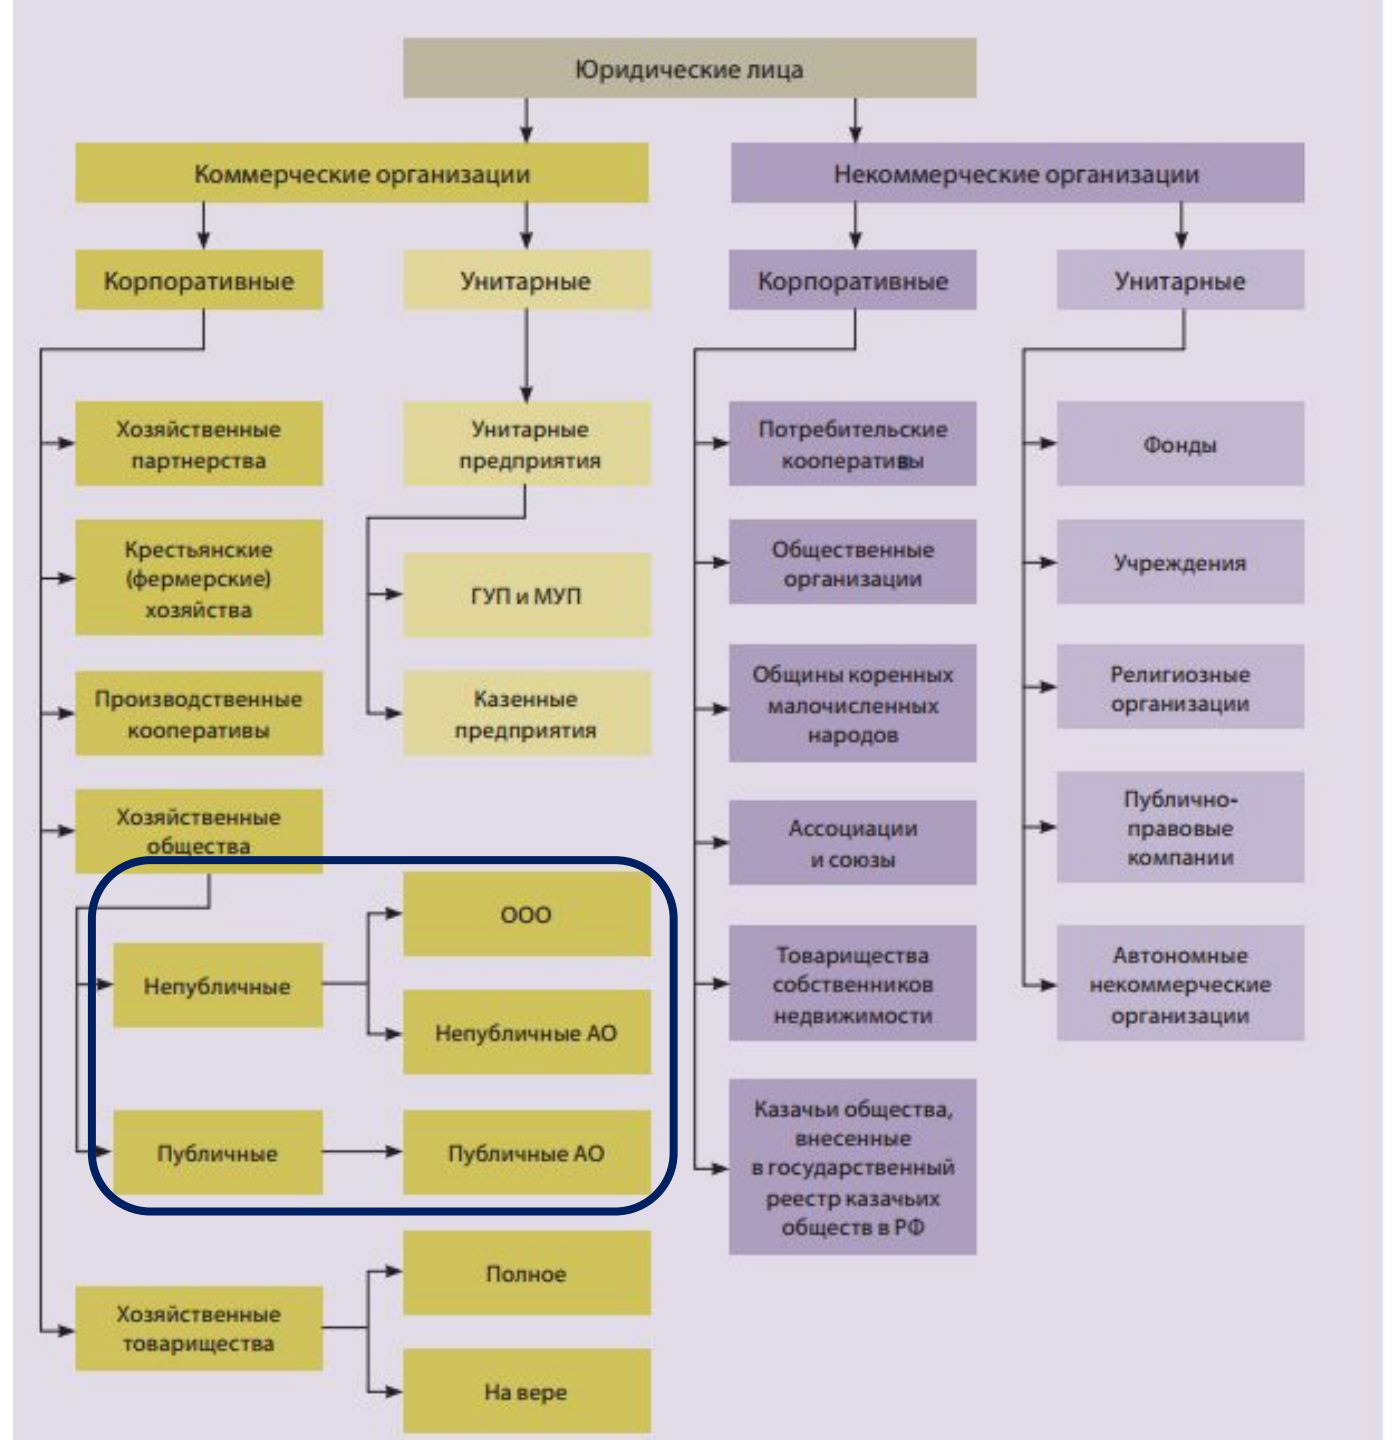 Юридические лица
Коммерческие организации
Некоммерческие организации
Корпоративные
Унитарные
Корпоративные
Унитарные
Хозяйственные
партнерства
Унитарные
предприятия
Потребительские
кооперативы
Фонды
Крестьянские
(фермерские)
хозяйства
ГУП и МУП
Общественные
организации
Учреждения
Производственные
кооперативы
Казенные
предприятия
Общины коренных
малочисленных
народов
Религиозные
организации
Хозяйственные
общества
Ассоциации
и союзы
Публично-
правовые
компании
ООО
Непубличные
Непубличные АО
Товарищества
собственников
недвижимости
Автономные
некоммерческие
организации
Публичные
Публичные АО
Казачьи общества,
внесенные
в государственный
реестр казачьих
обществ в РФ
Хозяйственные
товарищества
Полное
На вере